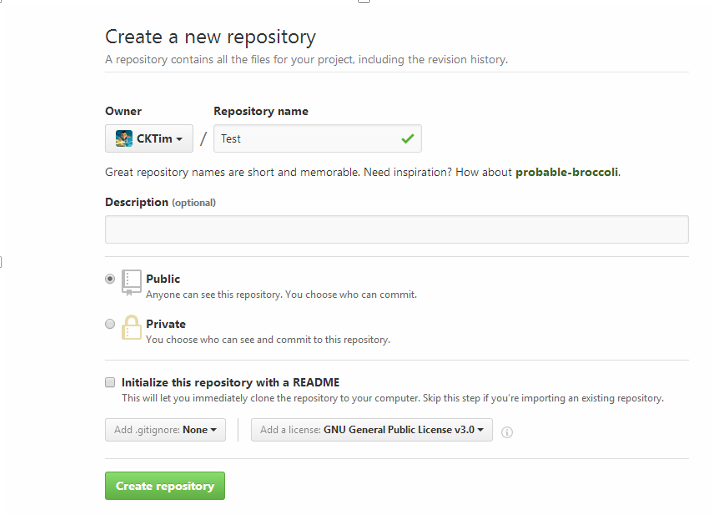 Create a new repository
A repository contains all the files for your project, including the revision history.
Owner Repository name
CKTim / Test
Great repository names are short and memorable. Need inspiration? How about probable-broccoli.
Description (optional)
Public
Anyone can see this repository. You choose who can commit.
Private
You choose who can see and commit to this repository.
Initialize this repository with a README
This will let you immediately clone the repository to your computer. Skip this step if you're importing an existing repository.
Add .gitignore: None Add a license: GNU General Public License v3.0
Create repository